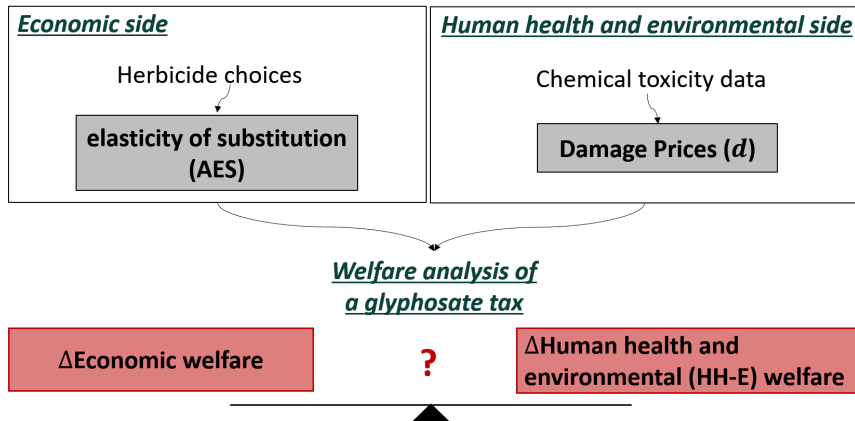 Economic side
Herbicide choices
elasticity of substitution
(AES)
Human health and environmental side
Chemical toxicity data
Damage Prices (d)
Welfare analysis of
a glyphosate tax
ΔEconomic welfare
?
ΔHuman health and
environmental (HH-E) welfare